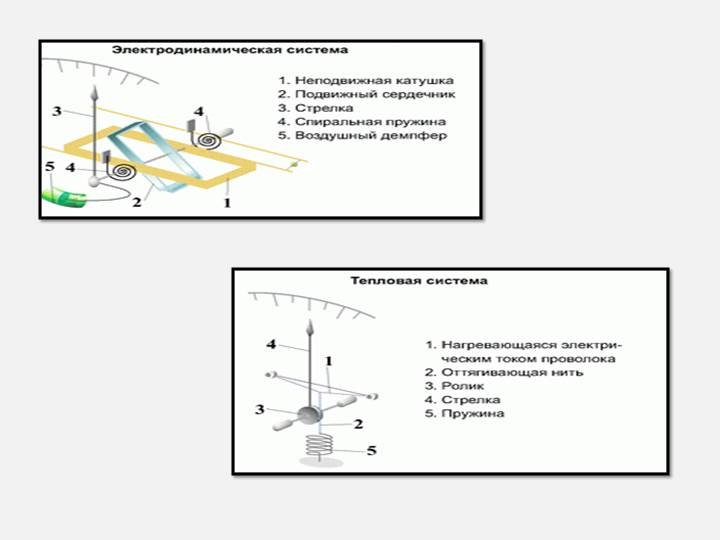 Электродинамическая система
1. Неподвижная катушка
2. Подвижный сердечник
3. Стрелка
4. Спиральная пружина
5. Воздушный демпфер
3
4
5
4
2
1
Тепловая система
1. Нагревающаяся электри-
ческим током проволока
2. Оттягивающая нить
3. Ролик
4. Стрелка
5. Пружина
4
1
3
2
5